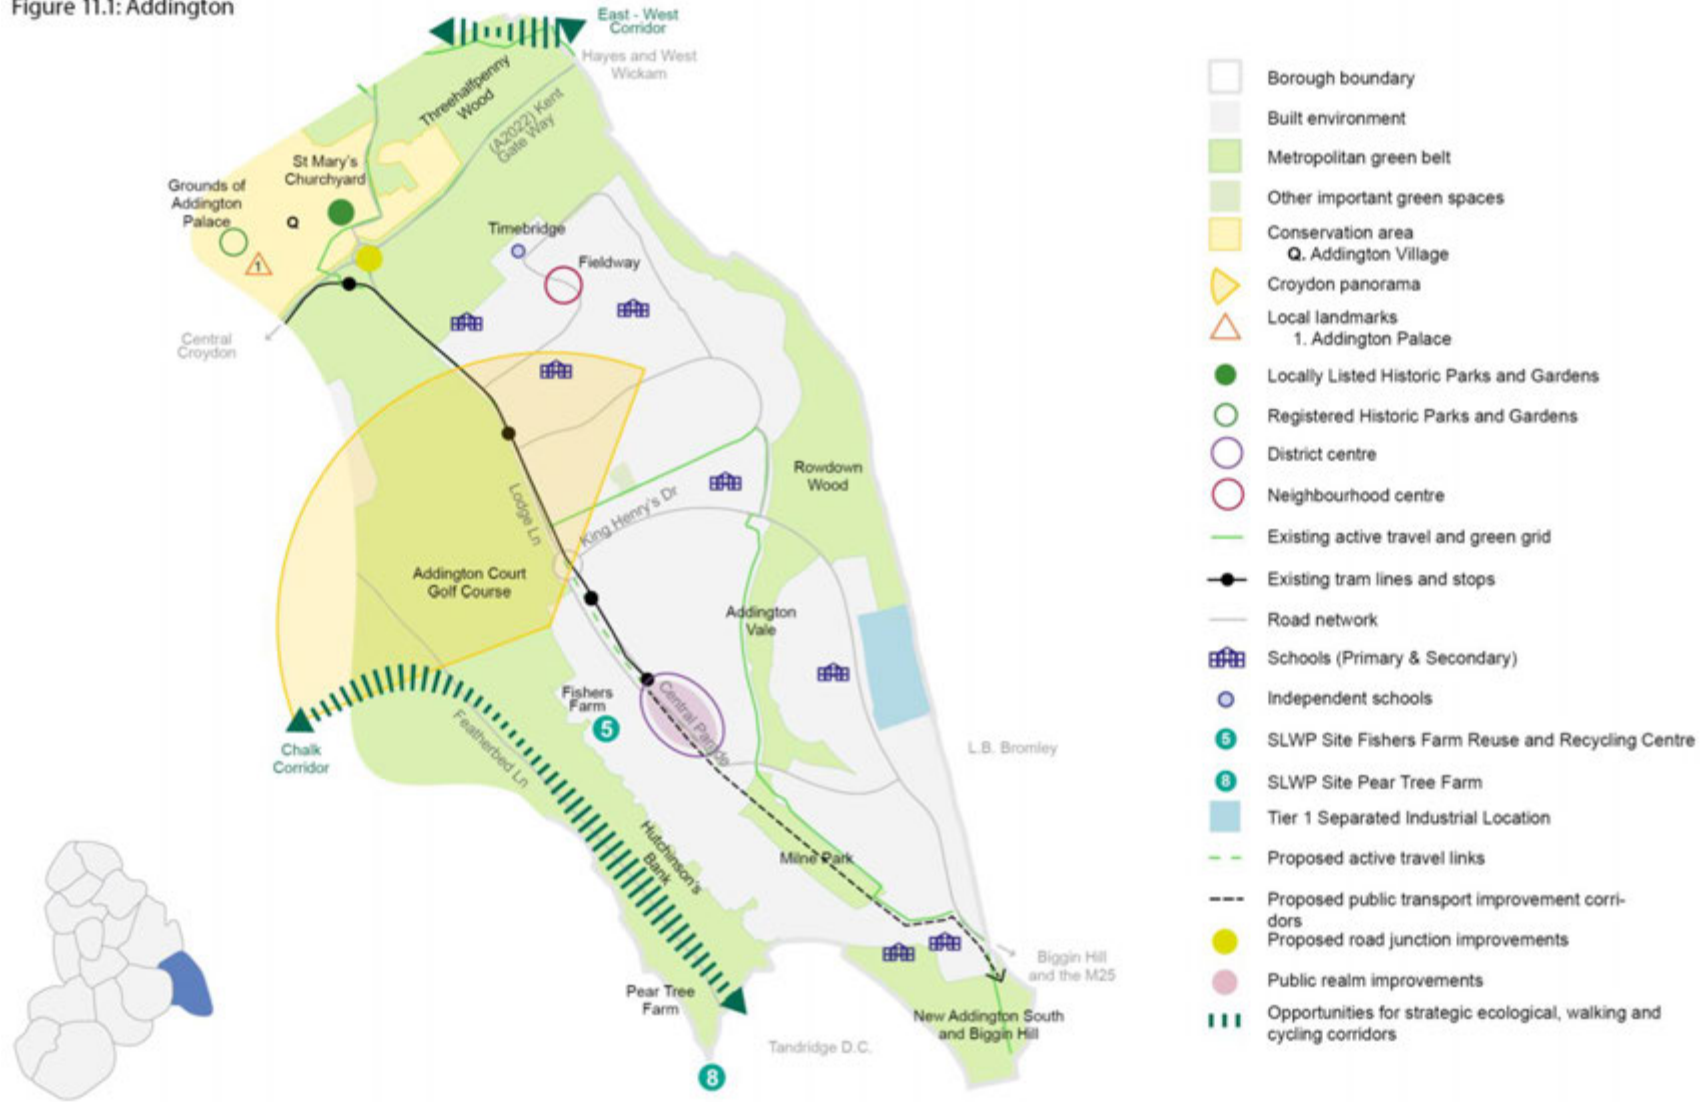 Figure 11.1: Addington
East - West
Corridor
Hayes and West
Wickam
Threehalfpenny
Wood
(A2022) Kent
Gate Way
St Mary's
Churchyard
Grounds of
Addington
Palace
Q
1
Timebridge
Fieldway
Central
Croydon
Rowdown
Wood
Lodge Ln
King Henry's Dr
Addington Court
Golf Course
Addington
Vale
Fishers
Farm
5
Central Parade
Chalk
Corridor
Featherbed Ln
L.B. Bromley
Hutchinson's
Bank
Milne Park
Biggin Hill
and the M25
Pear Tree
Farm
New Addington South
and Biggin Hill
Tandridge D.C.
8
Borough boundary
Built environment
Metropolitan green belt
Other important green spaces
Conservation area
Q. Addington Village
Croydon panorama
Local landmarks
1. Addington Palace
Locally Listed Historic Parks and Gardens
Registered Historic Parks and Gardens
District centre
Neighbourhood centre
Existing active travel and green grid
Existing tram lines and stops
Road network
Schools (Primary & Secondary)
Independent schools
5 SLWP Site Fishers Farm Reuse and Recycling Centre
8 SLWP Site Pear Tree Farm
Tier 1 Separated Industrial Location
Proposed active travel links
Proposed public transport improvement corri-
dors
Proposed road junction improvements
Public realm improvements
Opportunities for strategic ecological, walking and
cycling corridors